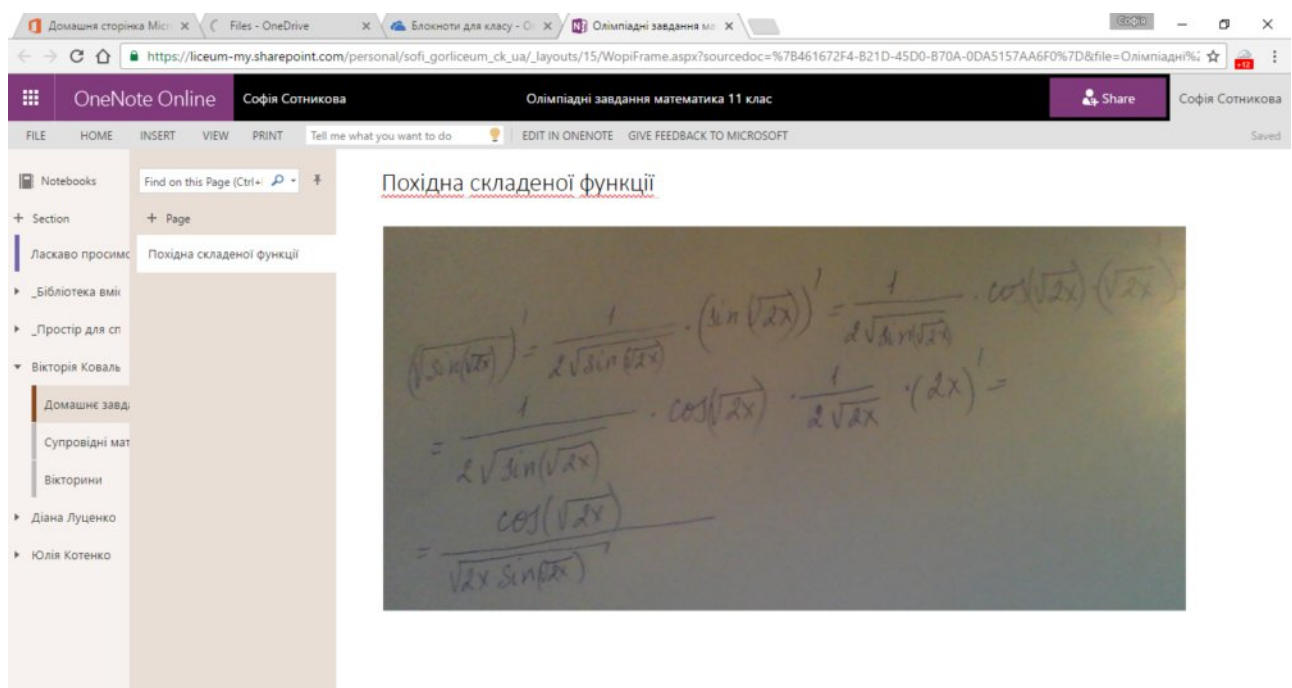 Домашня сторінка Micr
Files - OneDrive
Блокноти для класу - O
Олімпіадні завдання ма
Софія
https://liceum-my.sharepoint.com/personal/sofi_gorliceum_ck_ua/_layouts/15/WopiFrame.aspx?sourcedoc=%7B461672F4-B21D-45D0-B70A-0DA5157AA6F0%7D&file=Олімпіадні%2
+12
OneNote Online
Софія Сотникова
Олімпіадні завдання математика 11 клас
Share
Софія Сотникова
FILE HOME INSERT VIEW PRINT Tell me what you want to do EDIT IN ONENOTE GIVE FEEDBACK TO MICROSOFT Saved
Notebooks
+ Section
Ласкаво просимо
_Бібліотека вміс
_Простір для сп
Вікторія Коваль
Домашнє завда
Супровідні мат
Вікторини
Діана Луценко
Юлія Котенко
Find on this Page (Ctrl+
+ Page
Похідна складеної функції
Похідна складеної функції
(√sin(√2x))' = 1/(2√sin(√2x)) · (sin(√2x))' = 1/(2√sin(√2x)) · cos(√2x) · (√2x)
= 1/(2√sin(√2x)) · cos(√2x) · 1/(2√2x) · (2x)' =
= cos(√2x)/(√2x sin(√2x))